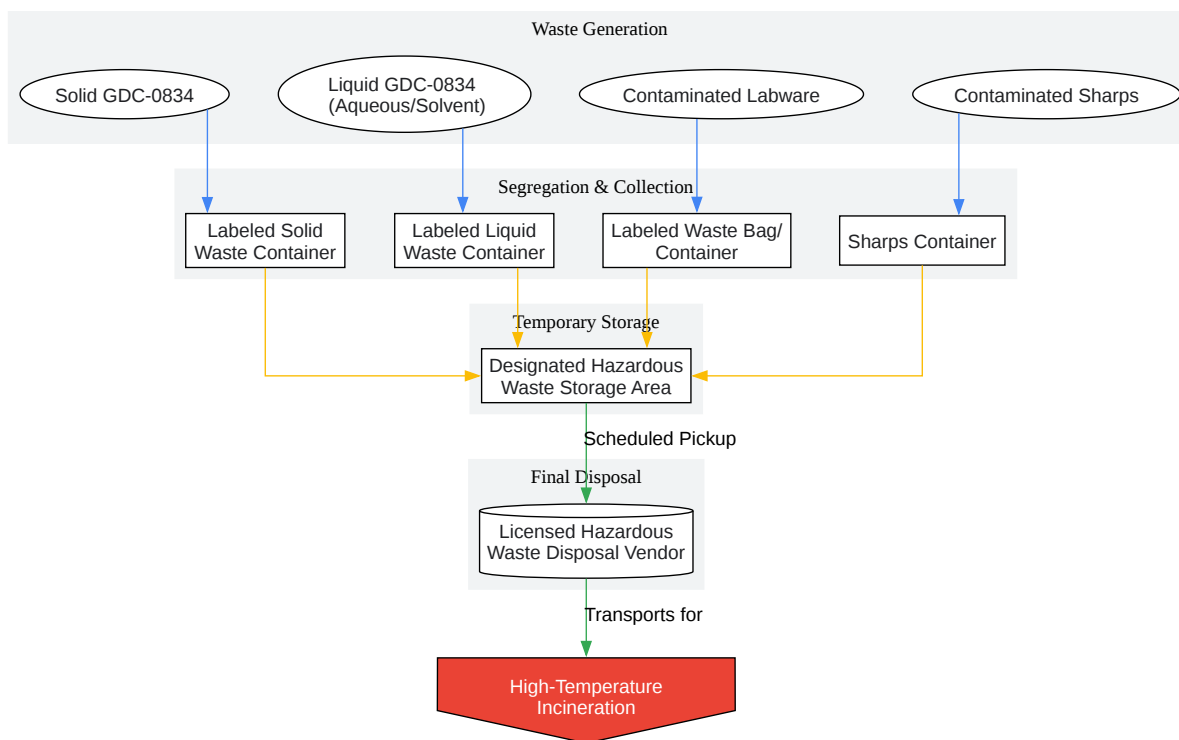 Waste Generation
Solid GDC-0834
Liquid GDC-0834
(Aqueous/Solvent)
Contaminated Labware
Contaminated Sharps
Segregation & Collection
Labeled Solid
Waste Container
Labeled Liquid
Waste Container
Labeled Waste Bag/
Container
Sharps Container
Temporary Storage
Designated Hazardous
Waste Storage Area
Scheduled Pickup
Final Disposal
Licensed Hazardous
Waste Disposal Vendor
Transports for
High-Temperature
Incineration